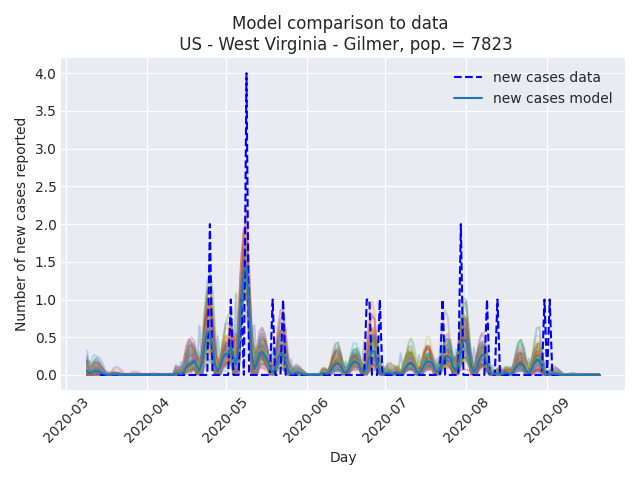 Model comparison to data
US - West Virginia - Gilmer, pop. = 7823
new cases data
new cases model
Number of new cases reported
4.0
3.5
3.0
2.5
2.0
1.5
1.0
0.5
0.0
2020-03
2020-04
2020-05
2020-06
2020-07
2020-08
2020-09
Day